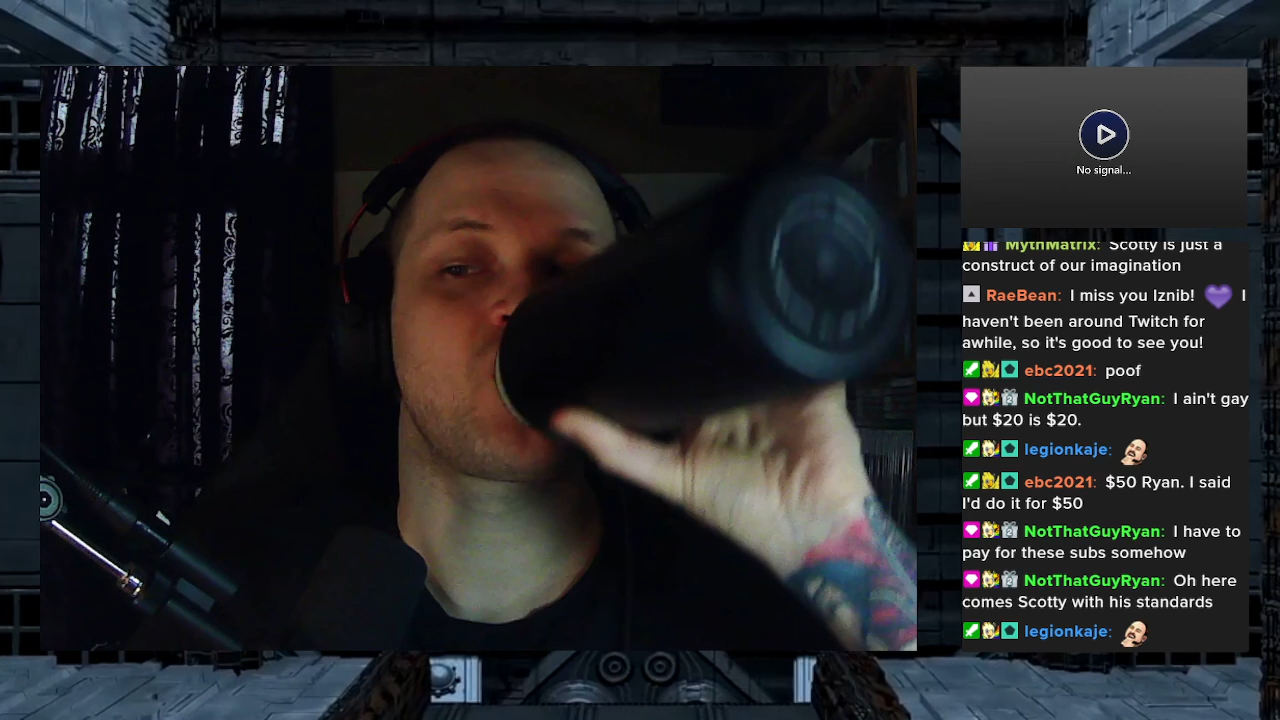 No signal...
MythMatrix: Scotty is just a
construct of our imagination
RaeBean: I miss you Iznib! I
haven't been around Twitch for
awhile, so it's good to see you!
ebc2021: poof
NotThatGuyRyan: I ain't gay
but $20 is $20.
legionkaje:
ebc2021: $50 Ryan. I said
I'd do it for $50
NotThatGuyRyan: I have to
pay for these subs somehow
NotThatGuyRyan: Oh here
comes Scotty with his standards
legionkaje: